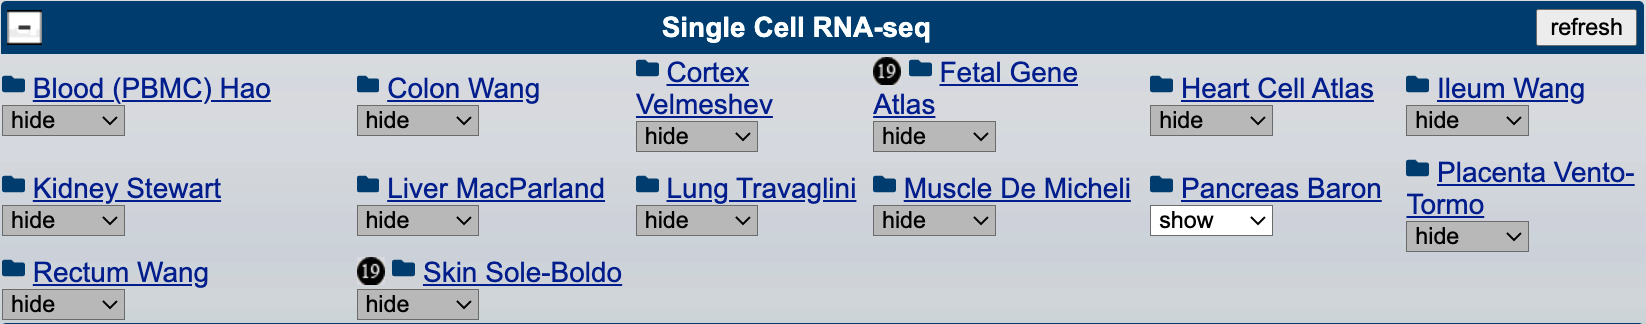 -
Single Cell RNA-seq
refresh
Blood (PBMC) Hao
hide
Colon Wang
hide
Cortex
Velmeshev
hide
19 Fetal Gene
Atlas
hide
Heart Cell Atlas
hide
Ileum Wang
hide
Kidney Stewart
hide
Liver MacParland
hide
Lung Travaglini
hide
Muscle De Micheli
hide
Pancreas Baron
show
Placenta Vento-
Tormo
hide
Rectum Wang
hide
19 Skin Sole-Boldo
hide